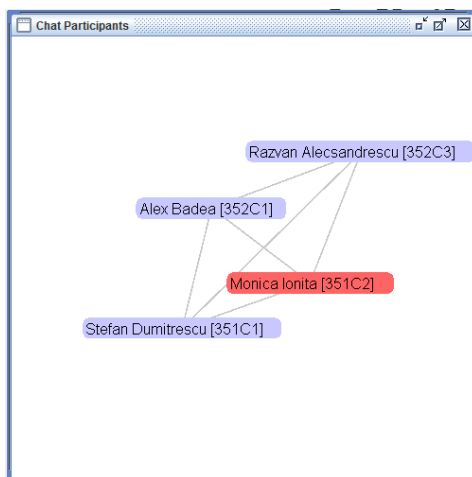 Chat Participants
Razvan Alecsandrescu [352C3]
Alex Badea [352C1]
Monica Ionita [351C2]
Stefan Dumitrescu [351C1]